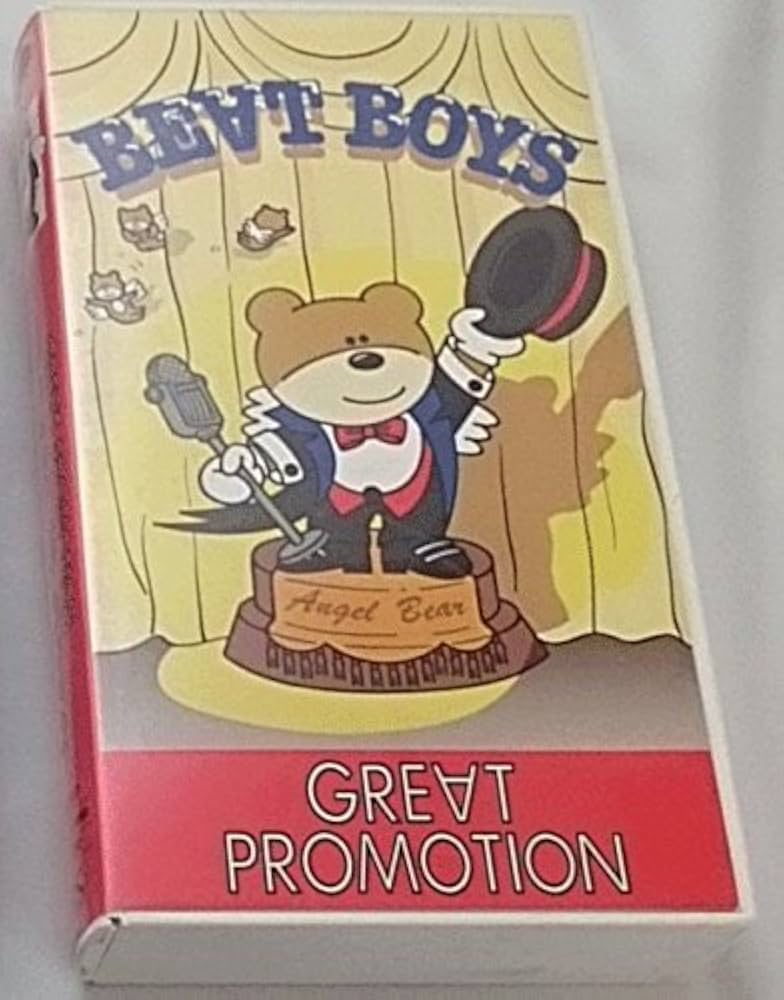 BE∀T BOYS
Angel Bear
GRE∀T
PROMOTION